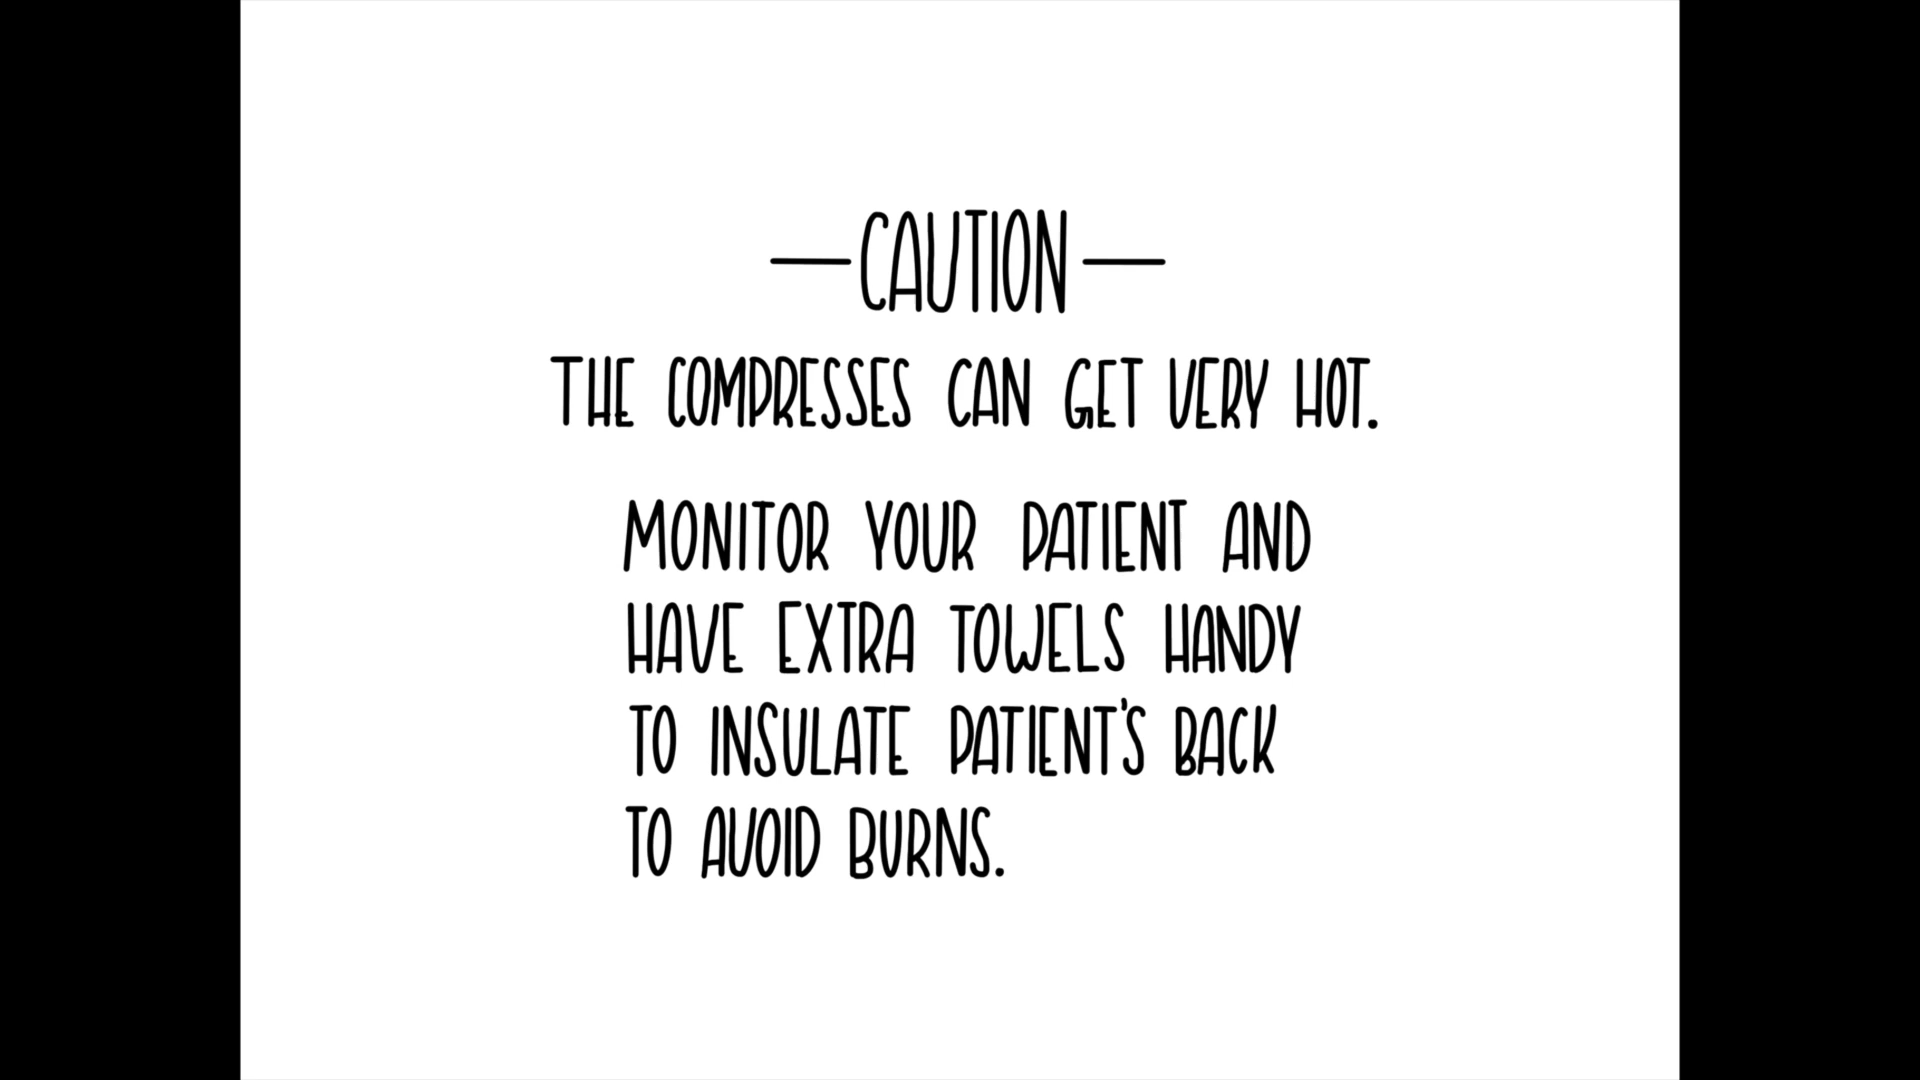 —CAUTION—
THE COMPRESSES CAN GET VERY HOT.
MONITOR YOUR PATIENT AND
HAVE EXTRA TOWELS HANDY
TO INSULATE PATIENT'S BACK
TO AVOID BURNS.